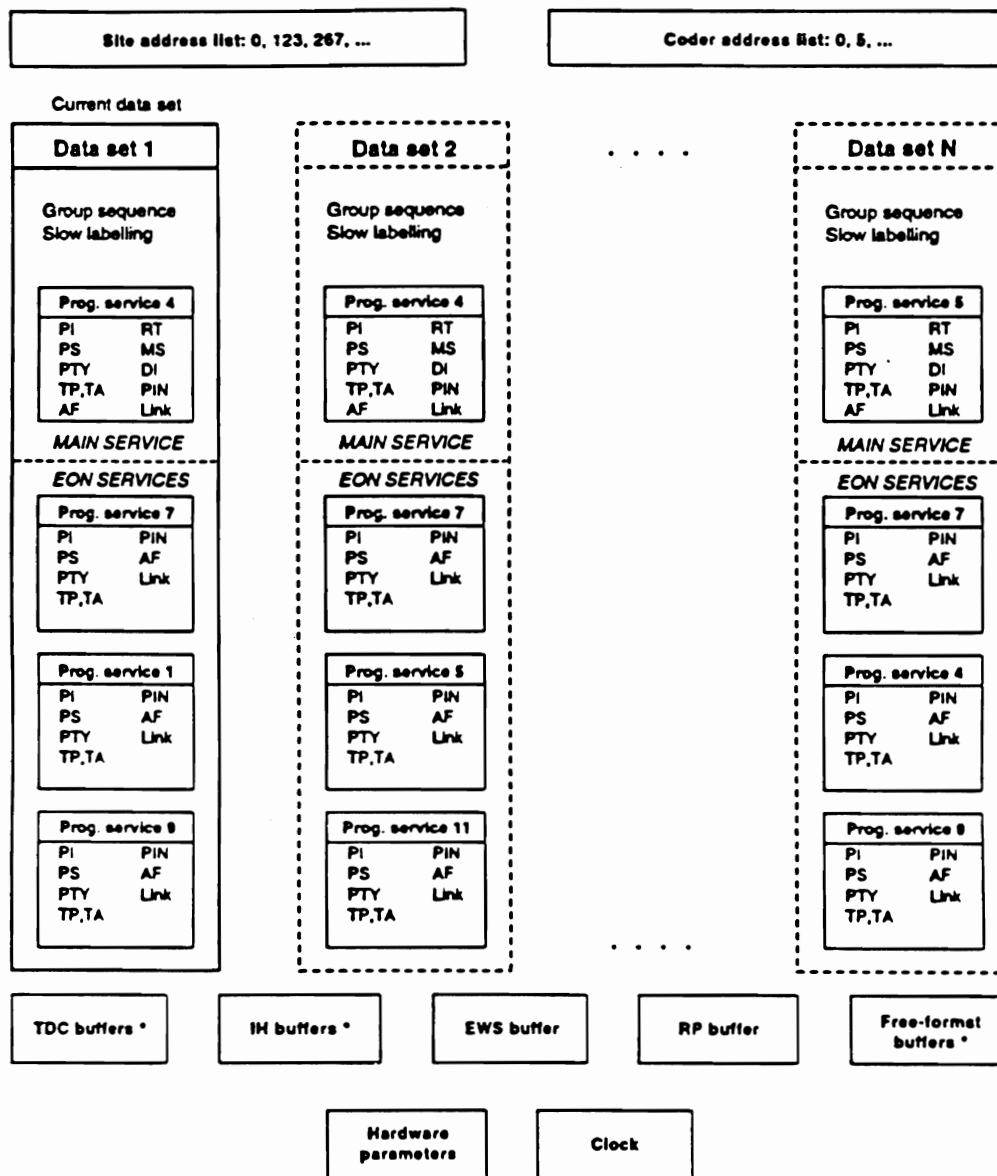 Site address list: 0, 123, 267, ...
Coder address list: 0, 5, ...
Current data set
Data set 1
Group sequence
Slow labelling
Prog. service 4
PI RT
PS MS
PTY DI
TP,TA PIN
AF Link
MAIN SERVICE
EON SERVICES
Prog. service 7
PI PIN
PS AF
PTY Link
TP,TA
Prog. service 1
PI PIN
PS AF
PTY Link
TP,TA
Prog. service 9
PI PIN
PS AF
PTY Link
TP,TA
Data set 2
Group sequence
Slow labelling
Prog. service 4
PI RT
PS MS
PTY DI
TP,TA PIN
AF Link
MAIN SERVICE
EON SERVICES
Prog. service 7
PI PIN
PS AF
PTY Link
TP,TA
Prog. service 5
PI PIN
PS AF
PTY Link
TP,TA
Prog. service 11
PI PIN
PS AF
PTY Link
TP,TA
. . . .
. . . .
Data set N
Group sequence
Slow labelling
Prog. service 5
PI RT
PS MS
PTY DI
TP,TA PIN
AF Link
MAIN SERVICE
EON SERVICES
Prog. service 7
PI PIN
PS AF
PTY Link
TP,TA
Prog. service 4
PI PIN
PS AF
PTY Link
TP,TA
Prog. service 9
PI PIN
PS AF
PTY Link
TP,TA
TDC buffers *
IH buffers *
EWS buffer
RP buffer
Free-format
buffers *
Hardware
parameters
Clock